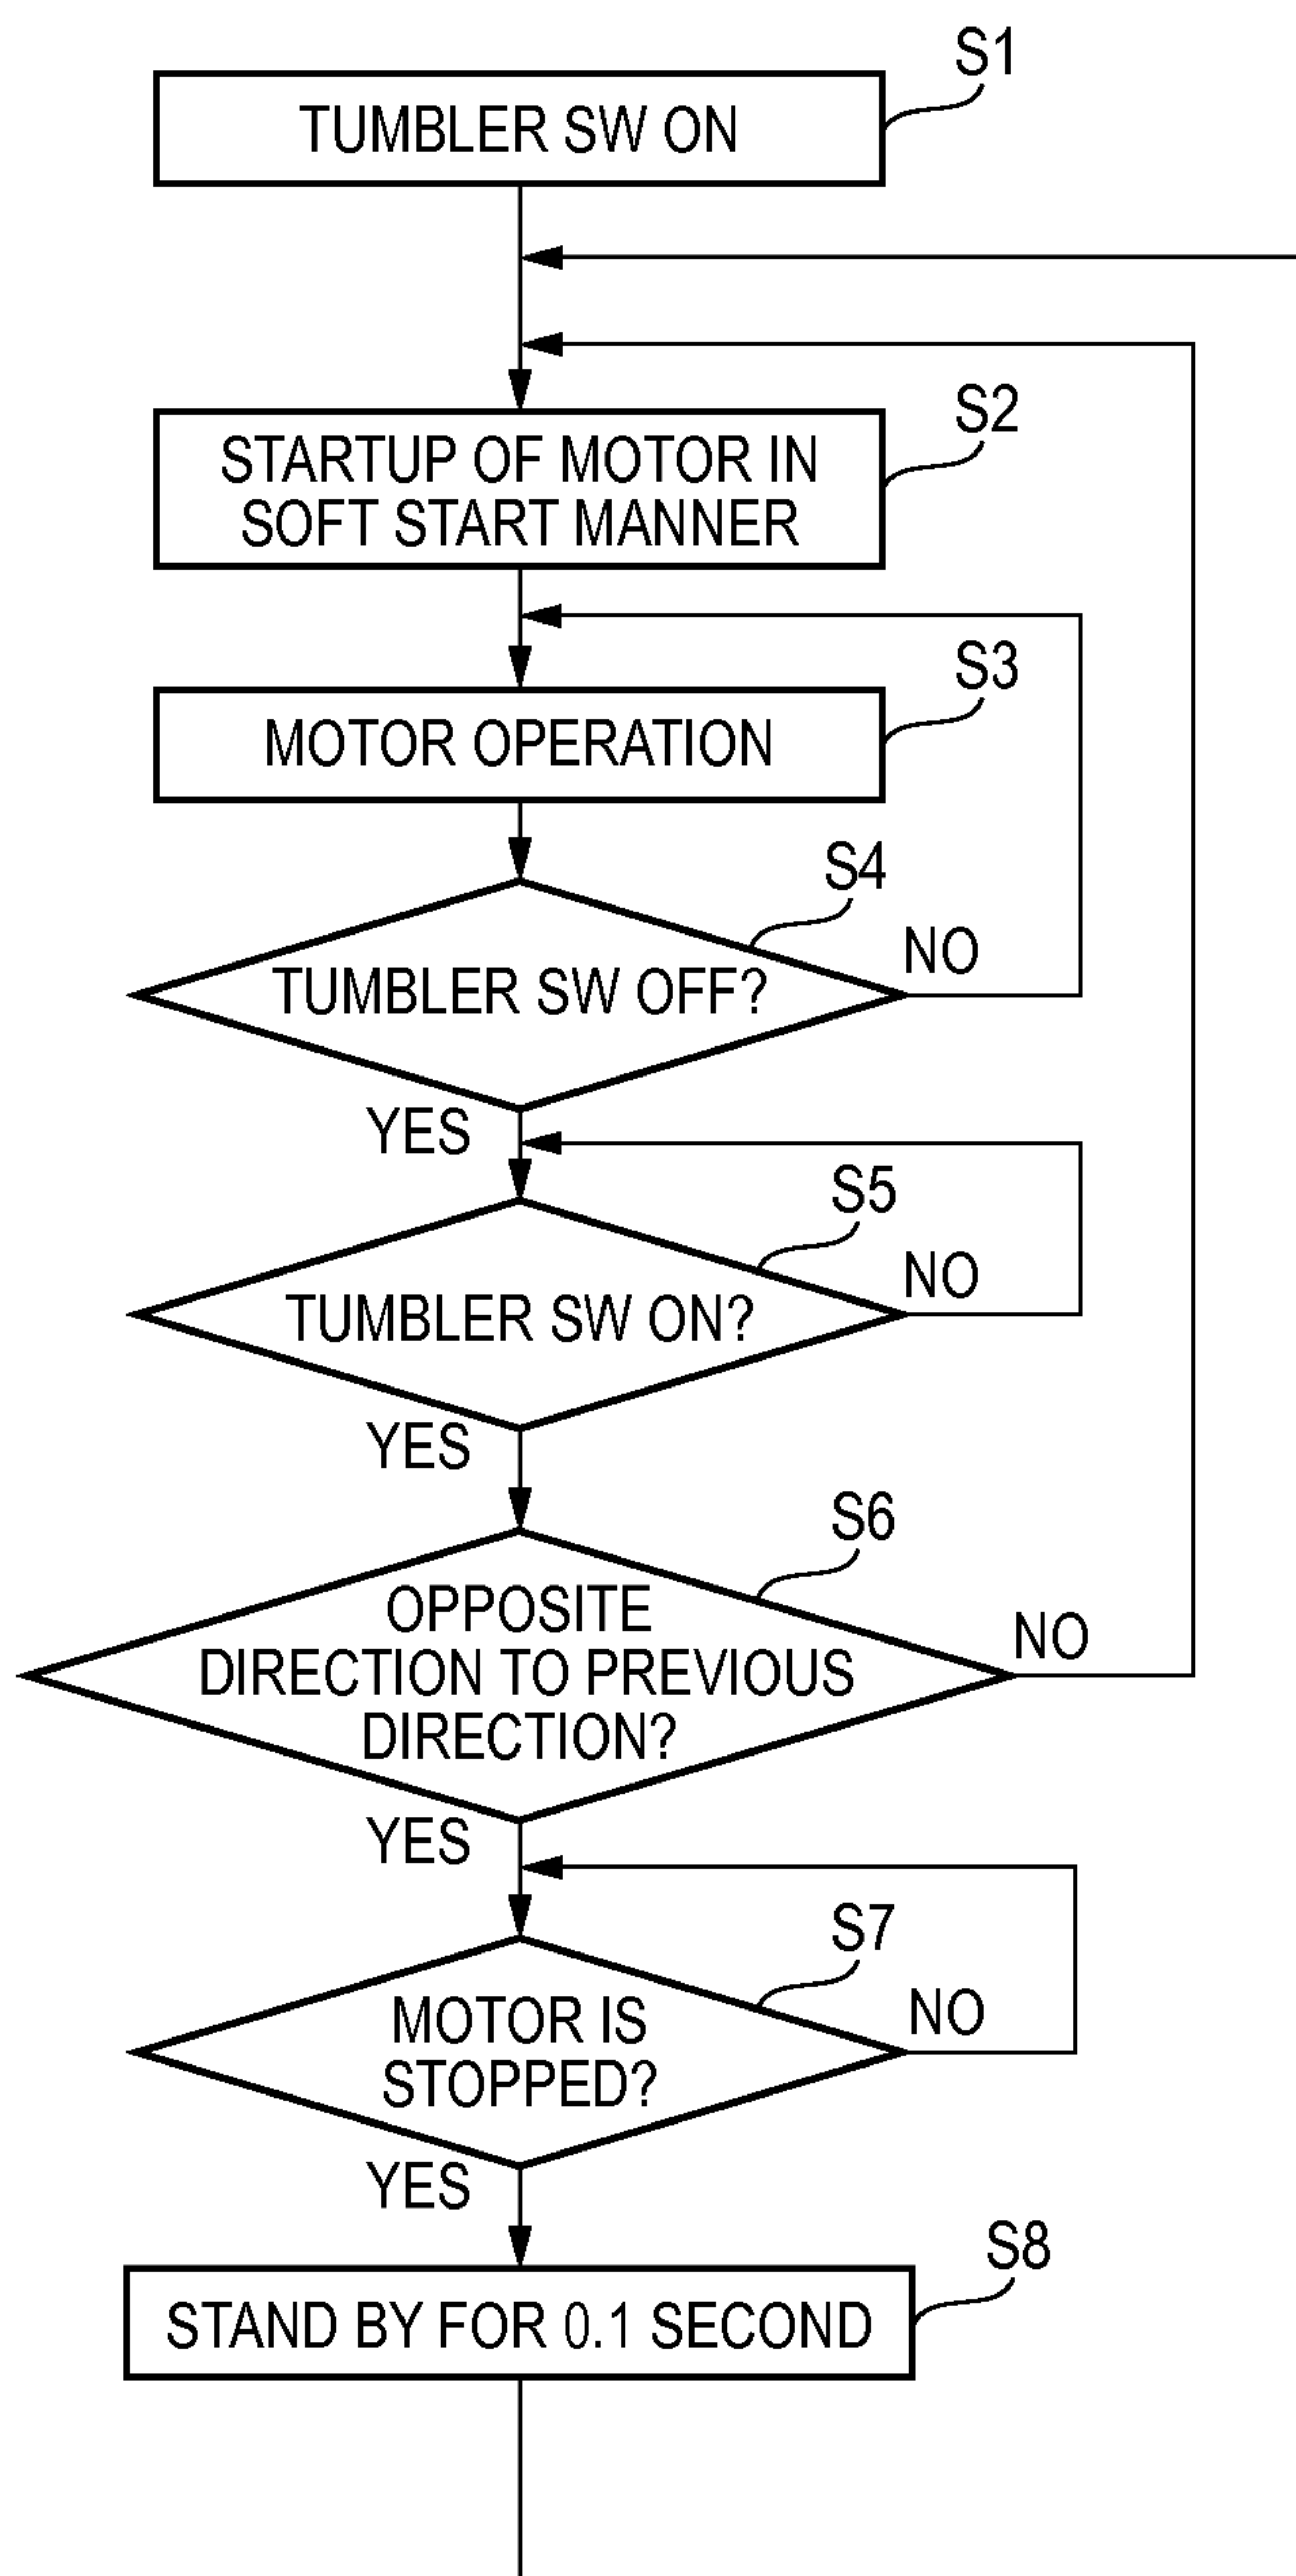 S1
TUMBLER SW ON
S2
STARTUP OF MOTOR IN
SOFT START MANNER
S3
MOTOR OPERATION
S4
NO
TUMBLER SW OFF?
YES
S5
NO
TUMBLER SW ON?
YES
S6
OPPOSITE
NO
DIRECTION TO PREVIOUS
DIRECTION?
YES
S7
NO
MOTOR IS
STOPPED?
YES
S8
STAND BY FOR 0.1 SECOND